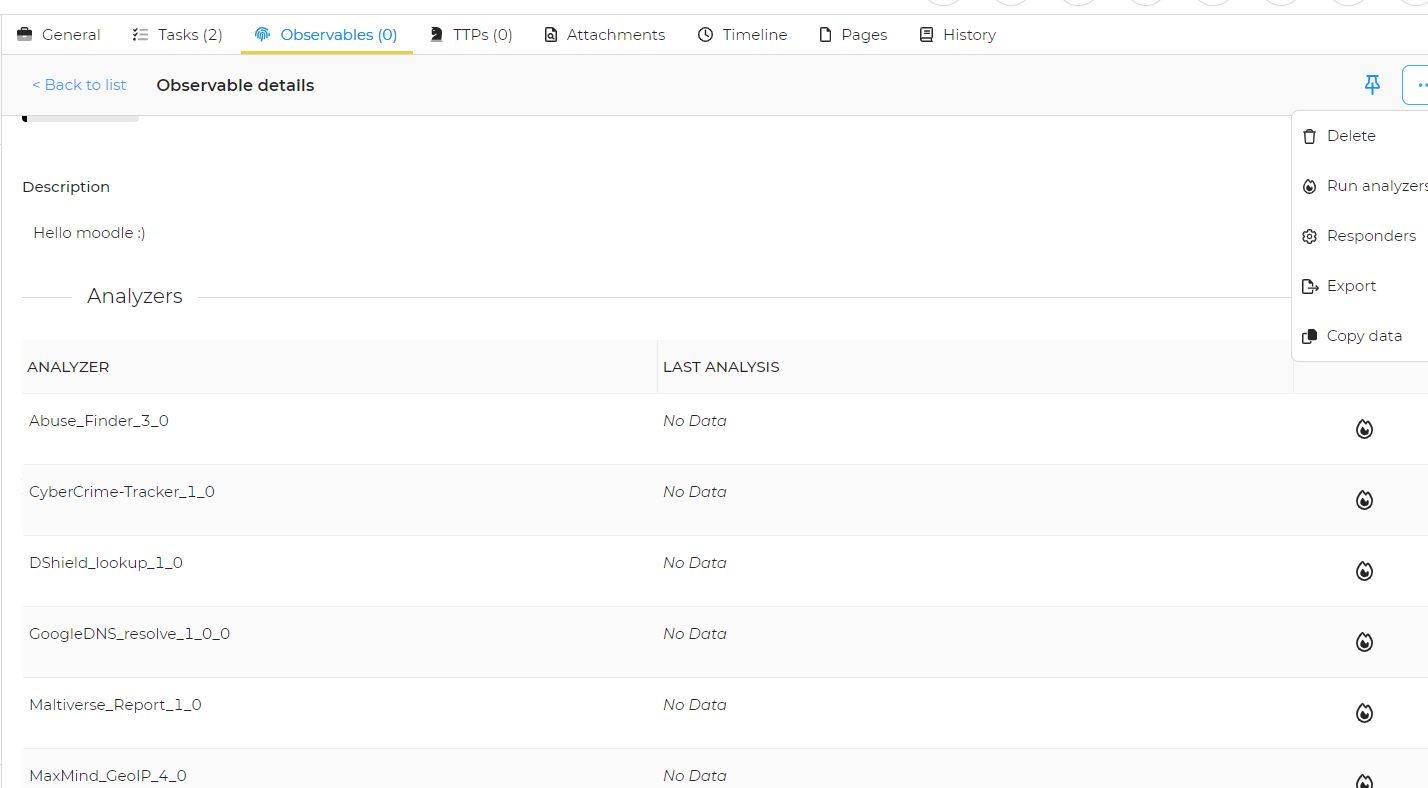 General Tasks (2) Observables (0) TTPs (0) Attachments Timeline Pages History
< Back to list Observable details
Delete
Run analyzers
Responders
Export
Copy data
Description
Hello moodle :)
Analyzers
ANALYZER LAST ANALYSIS
Abuse_Finder_3_0 No Data
CyberCrime-Tracker_1_0 No Data
DShield_lookup_1_0 No Data
GoogleDNS_resolve_1_0_0 No Data
Maltiverse_Report_1_0 No Data
MaxMind_GeoIP_4_0 No Data